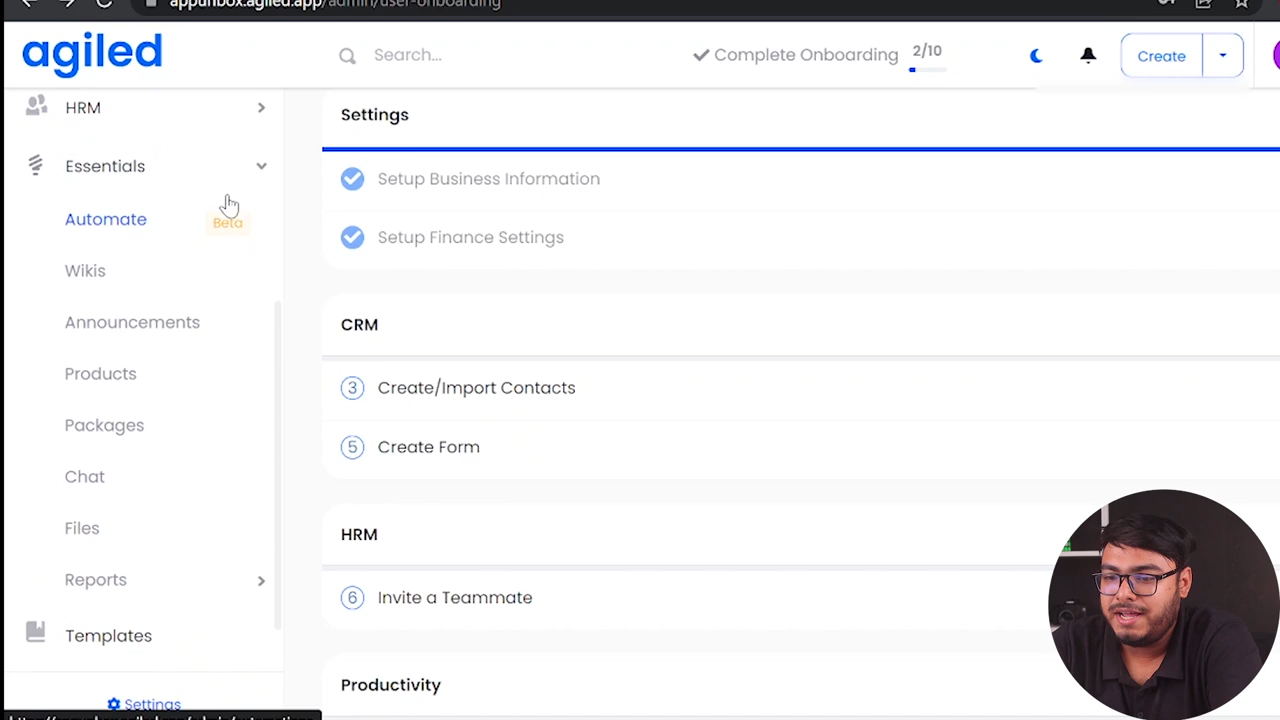 appunbox.agiled.app/admin/user-onboarding
agiled
Search...
Complete Onboarding 2/10
Create
HRM
Essentials
Automate
Beta
Wikis
Announcements
Products
Packages
Chat
Files
Reports
Templates
Settings
Settings
Setup Business Information
Setup Finance Settings
CRM
3 Create/Import Contacts
5 Create Form
HRM
6 Invite a Teammate
Productivity